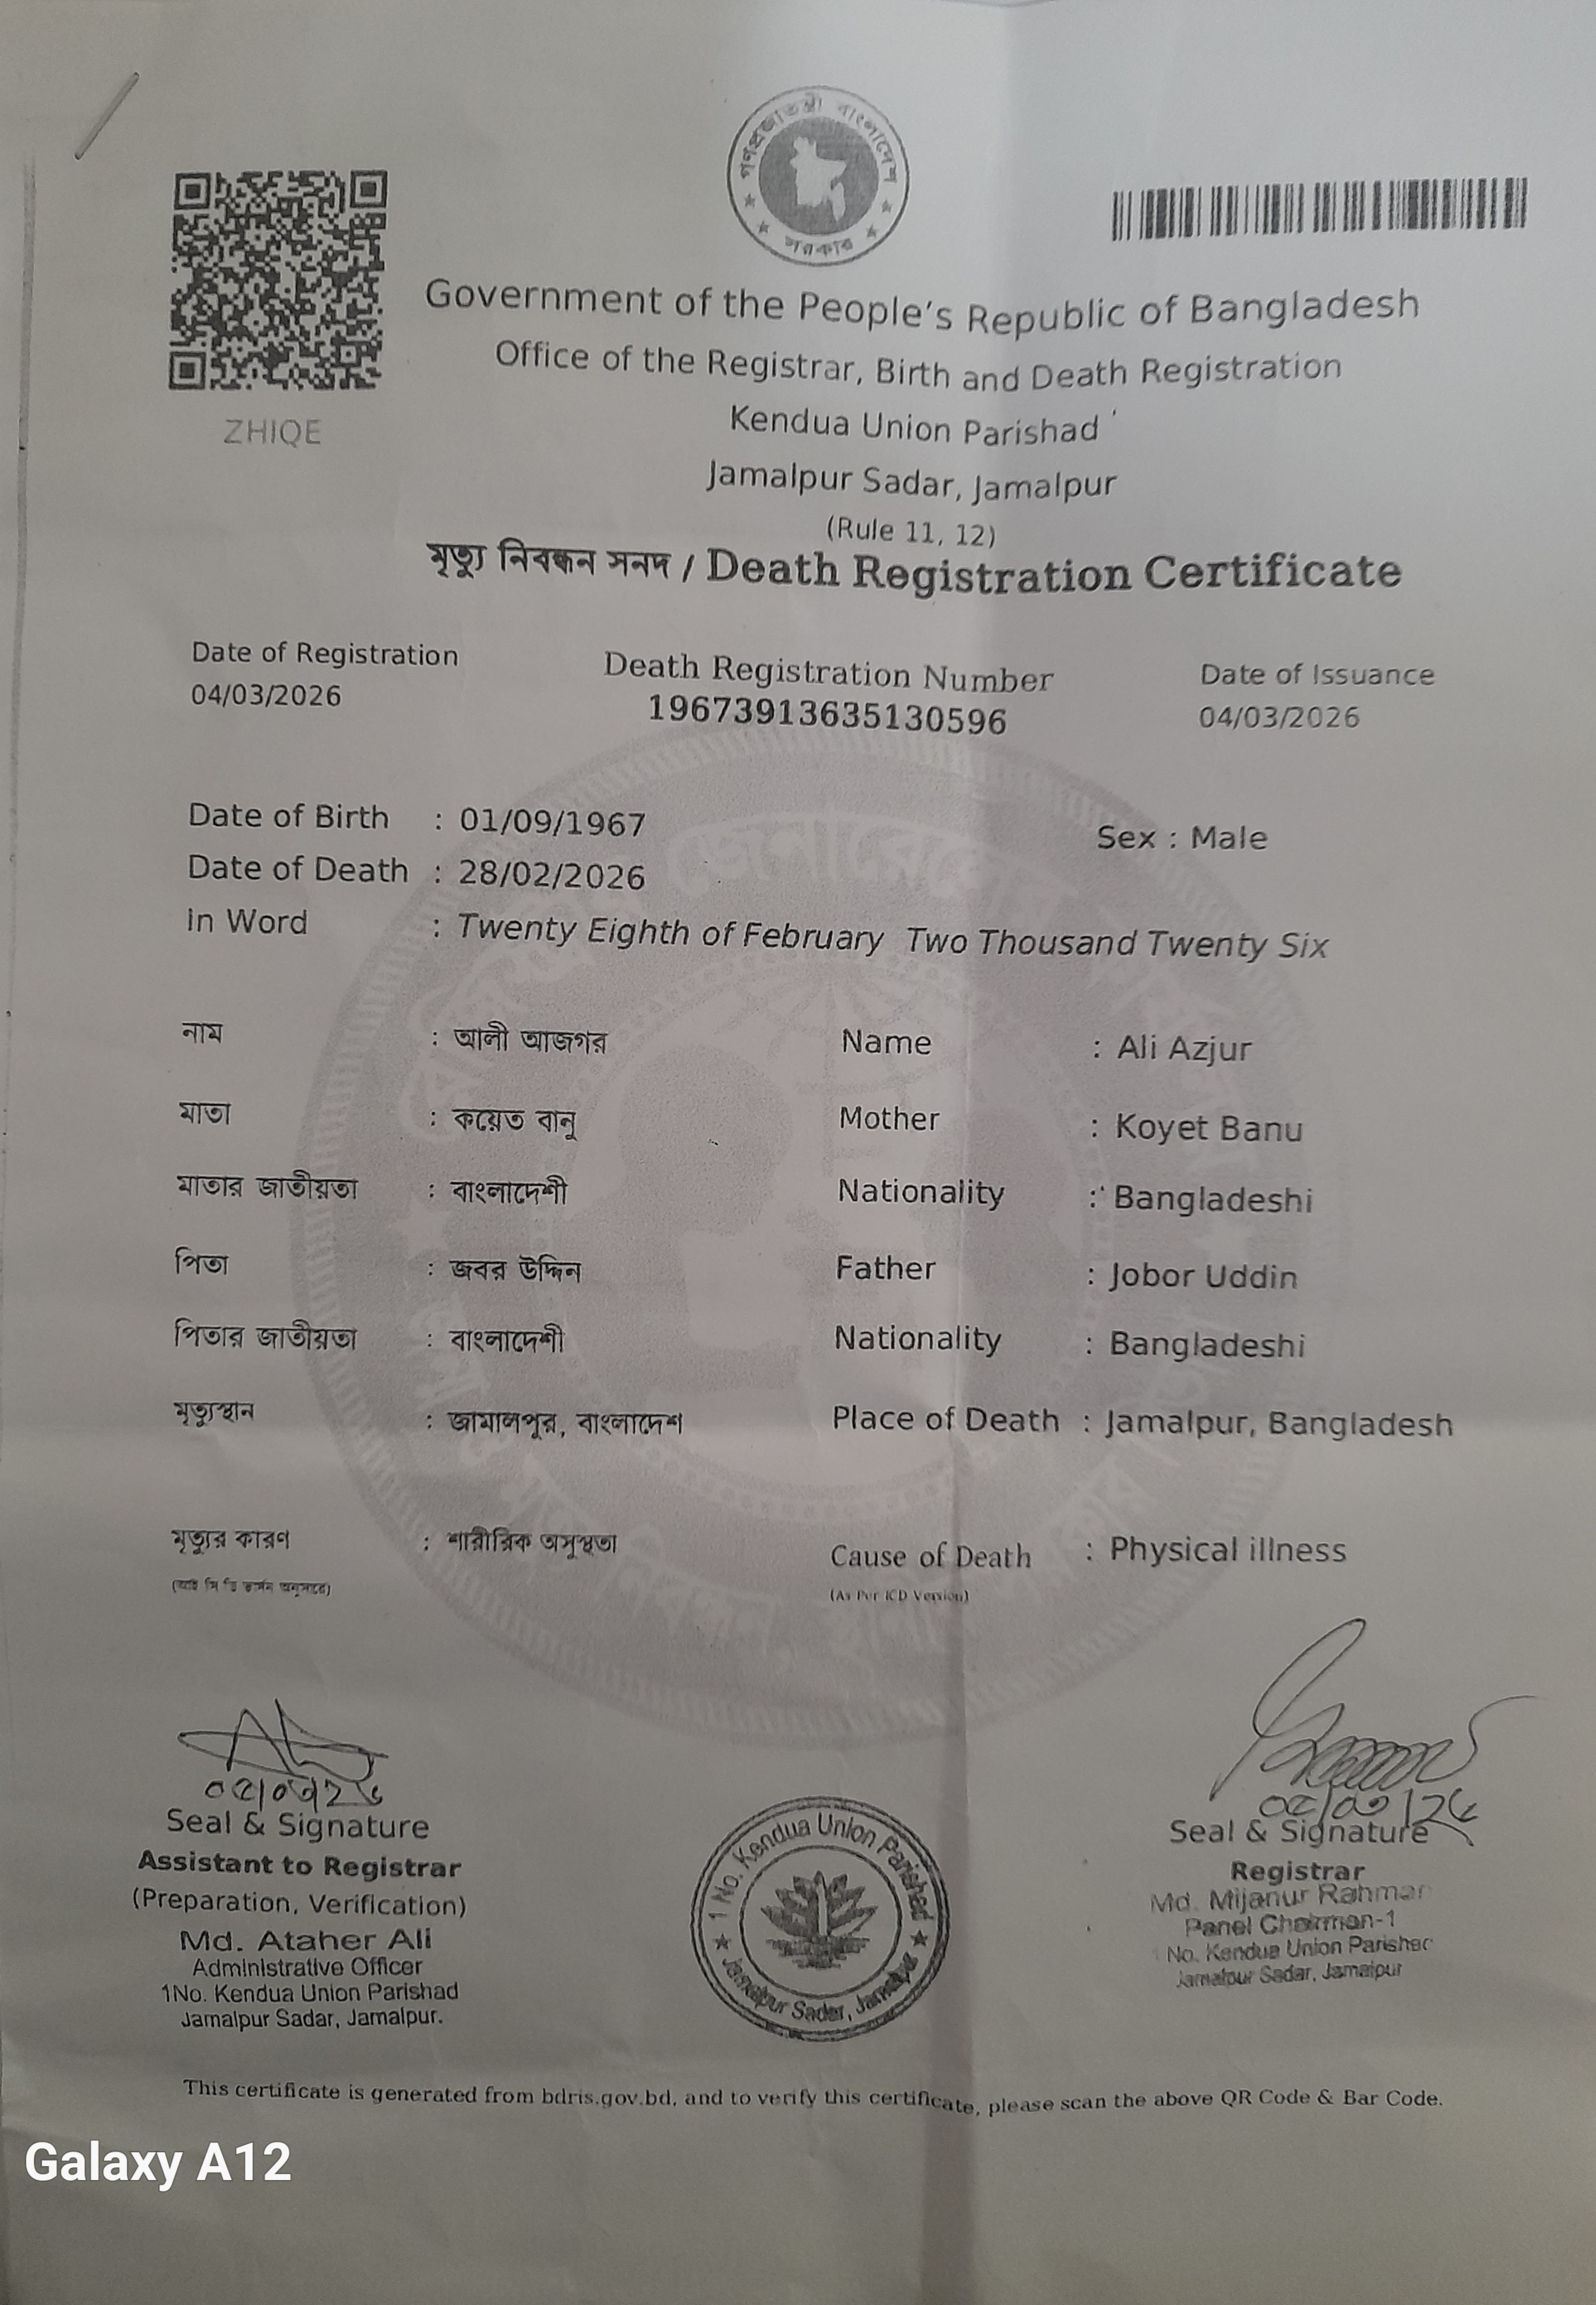 গণপ্রজাতন্ত্রী বাংলাদেশ
সরকার
ZHIQE
Government of the People's Republic of Bangladesh
Office of the Registrar, Birth and Death Registration
Kendua Union Parishad
Jamalpur Sadar, Jamalpur
(Rule 11, 12)
মৃত্যু নিবন্ধন সনদ / Death Registration Certificate
Date of Registration Death Registration Number Date of Issuance
04/03/2026 19673913635130596 04/03/2026
Date of Birth : 01/09/1967 Sex : Male
Date of Death : 28/02/2026
In Word : Twenty Eighth of February Two Thousand Twenty Six
নাম : আলী আজগর Name : Ali Azjur
মাতা : কয়েত বানু Mother : Koyet Banu
মাতার জাতীয়তা : বাংলাদেশী Nationality : Bangladeshi
পিতা : জবর উদ্দিন Father : Jobor Uddin
পিতার জাতীয়তা : বাংলাদেশী Nationality : Bangladeshi
মৃত্যুস্থান : জামালপুর, বাংলাদেশ Place of Death : Jamalpur, Bangladesh
মৃত্যুর কারণ : শারীরিক অসুস্থতা Cause of Death : Physical illness
(আই সি ডি ভার্সন অনুসারে) (As Per ICD Version)
Seal & Signature
Assistant to Registrar
(Preparation, Verification)
Md. Ataher Ali
Administrative Officer
1No. Kendua Union Parishad
Jamalpur Sadar, Jamalpur.
1 No. Kendua Union Parishad
Jamalpur Sadar, Jamalpur
Seal & Signature
Registrar
Md. Mijanur Rahman
Panel Chairman-1
No. Kendua Union Parishad
Jamalpur Sadar, Jamalpur
This certificate is generated from bdris.gov.bd, and to verify this certificate, please scan the above QR Code & Bar Code.
Galaxy A12